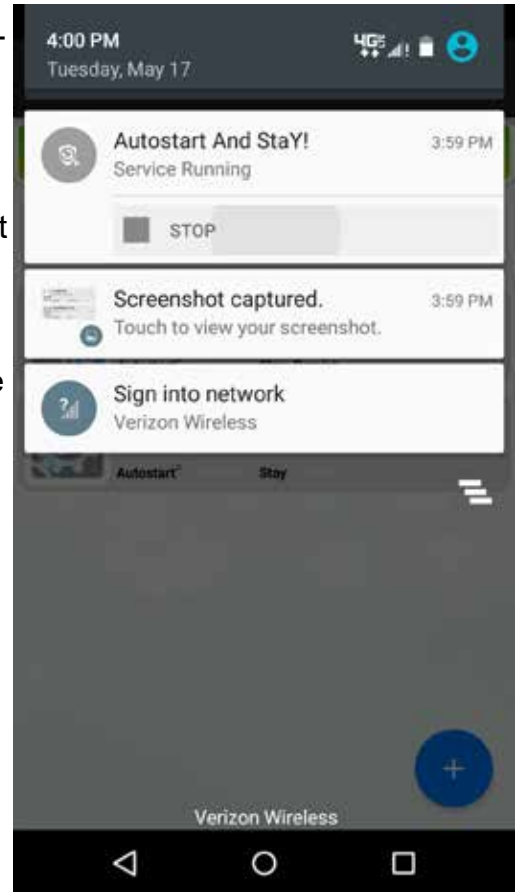 4:00 PM
Tuesday, May 17
4G
Autostart And StaY!
3:59 PM
Service Running
STOP
Screenshot captured.
3:59 PM
Touch to view your screenshot.
Sign into network
Verizon Wireless
Autostart
Stay
Verizon Wireless